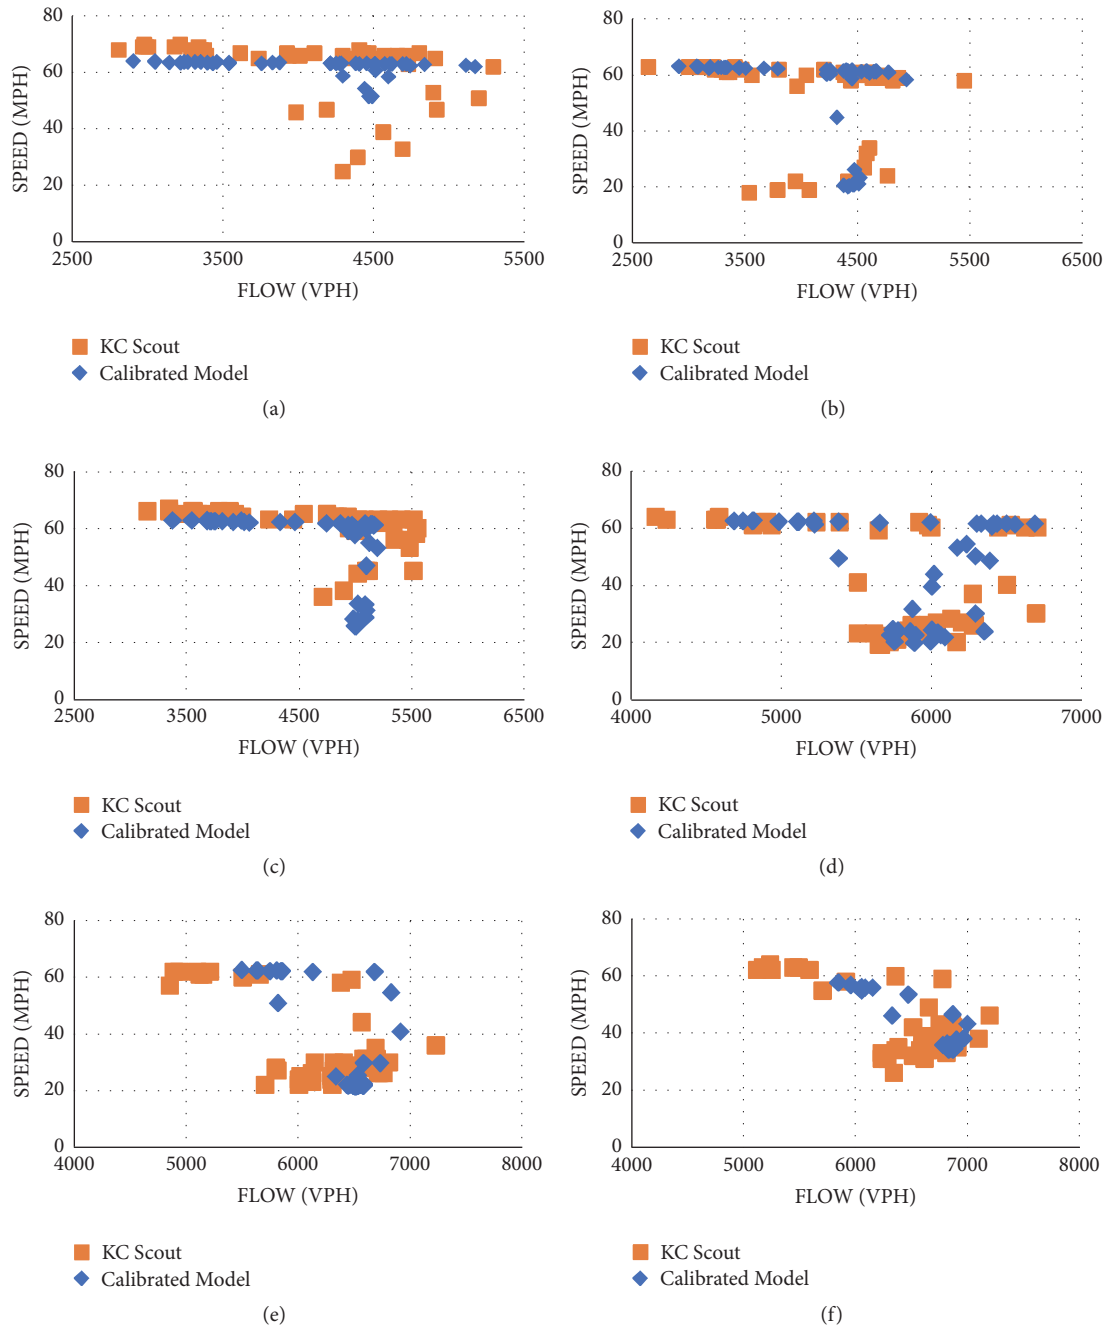 80
60
40
20
0
SPEED (MPH)
2500 3500 4500 5500
FLOW (VPH)
KC Scout
Calibrated Model
(a)
80
60
40
20
0
SPEED (MPH)
2500 3500 4500 5500 6500
FLOW (VPH)
KC Scout
Calibrated Model
(b)
80
60
40
20
0
SPEED (MPH)
2500 3500 4500 5500 6500
FLOW (VPH)
KC Scout
Calibrated Model
(c)
80
60
40
20
0
SPEED (MPH)
4000 5000 6000 7000
FLOW (VPH)
KC Scout
Calibrated Model
(d)
80
60
40
20
0
SPEED (MPH)
4000 5000 6000 7000 8000
FLOW (VPH)
KC Scout
Calibrated Model
(e)
80
60
40
20
0
SPEED (MPH)
4000 5000 6000 7000 8000
FLOW (VPH)
KC Scout
Calibrated Model
(f)